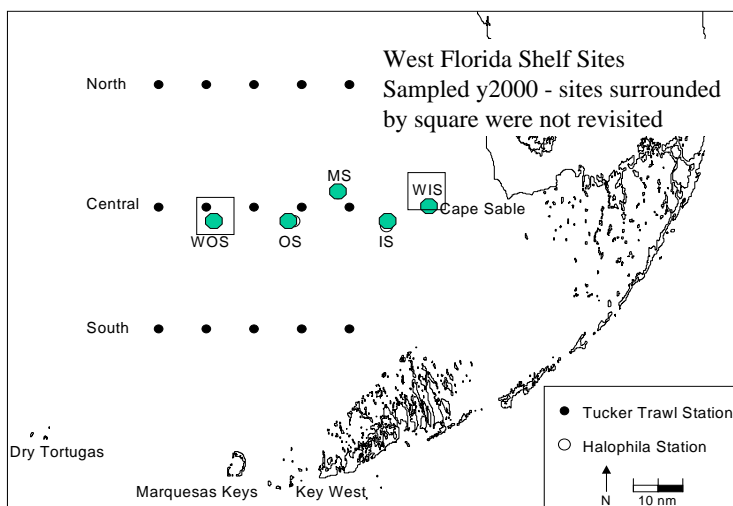 West Florida Shelf Sites
Sampled y2000 - sites surrounded
by square were not revisited
North
MS
WIS
Central
Cape Sable
WOS
OS
IS
South
Tucker Trawl Station
Halophila Station
Dry Tortugas
N
10 nm
Marquesas Keys
Key West